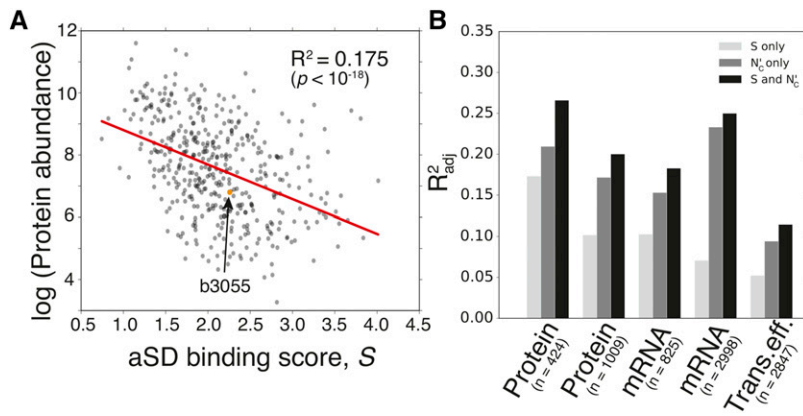 A
log (Protein abundance)
12
10
8
6
4
R² = 0.175
(p < 10⁻¹⁸)
b3055
0.5 1.0 1.5 2.0 2.5 3.0 3.5 4.0 4.5
aSD binding score, S
B
R²adj
0.35
0.30
0.25
0.20
0.15
0.10
0.05
0.00
S only
N'c only
S and N'c
Protein
(n = 424)
Protein
(n = 1009)
mRNA
(n = 825)
mRNA
(n = 2998)
Trans. eff.
(n = 2847)